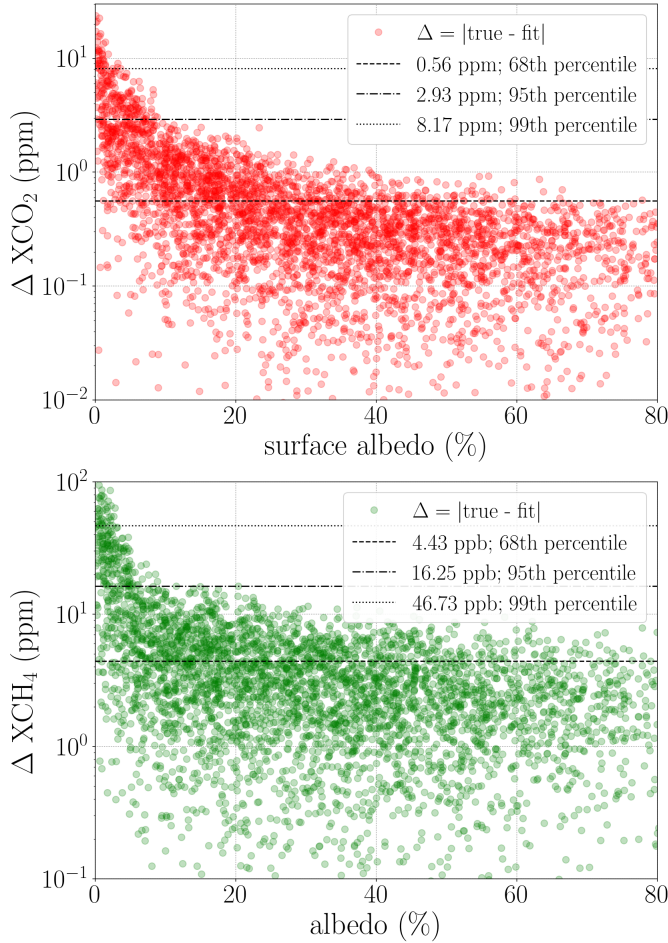 Δ = |true - fit|
0.56 ppm; 68th percentile
2.93 ppm; 95th percentile
8.17 ppm; 99th percentile
10¹
10⁰
10⁻¹
10⁻²
Δ XCO₂ (ppm)
0 20 40 60 80
surface albedo (%)
Δ = |true - fit|
4.43 ppb; 68th percentile
16.25 ppb; 95th percentile
46.73 ppb; 99th percentile
10²
10¹
10⁰
10⁻¹
Δ XCH₄ (ppm)
0 20 40 60 80
albedo (%)